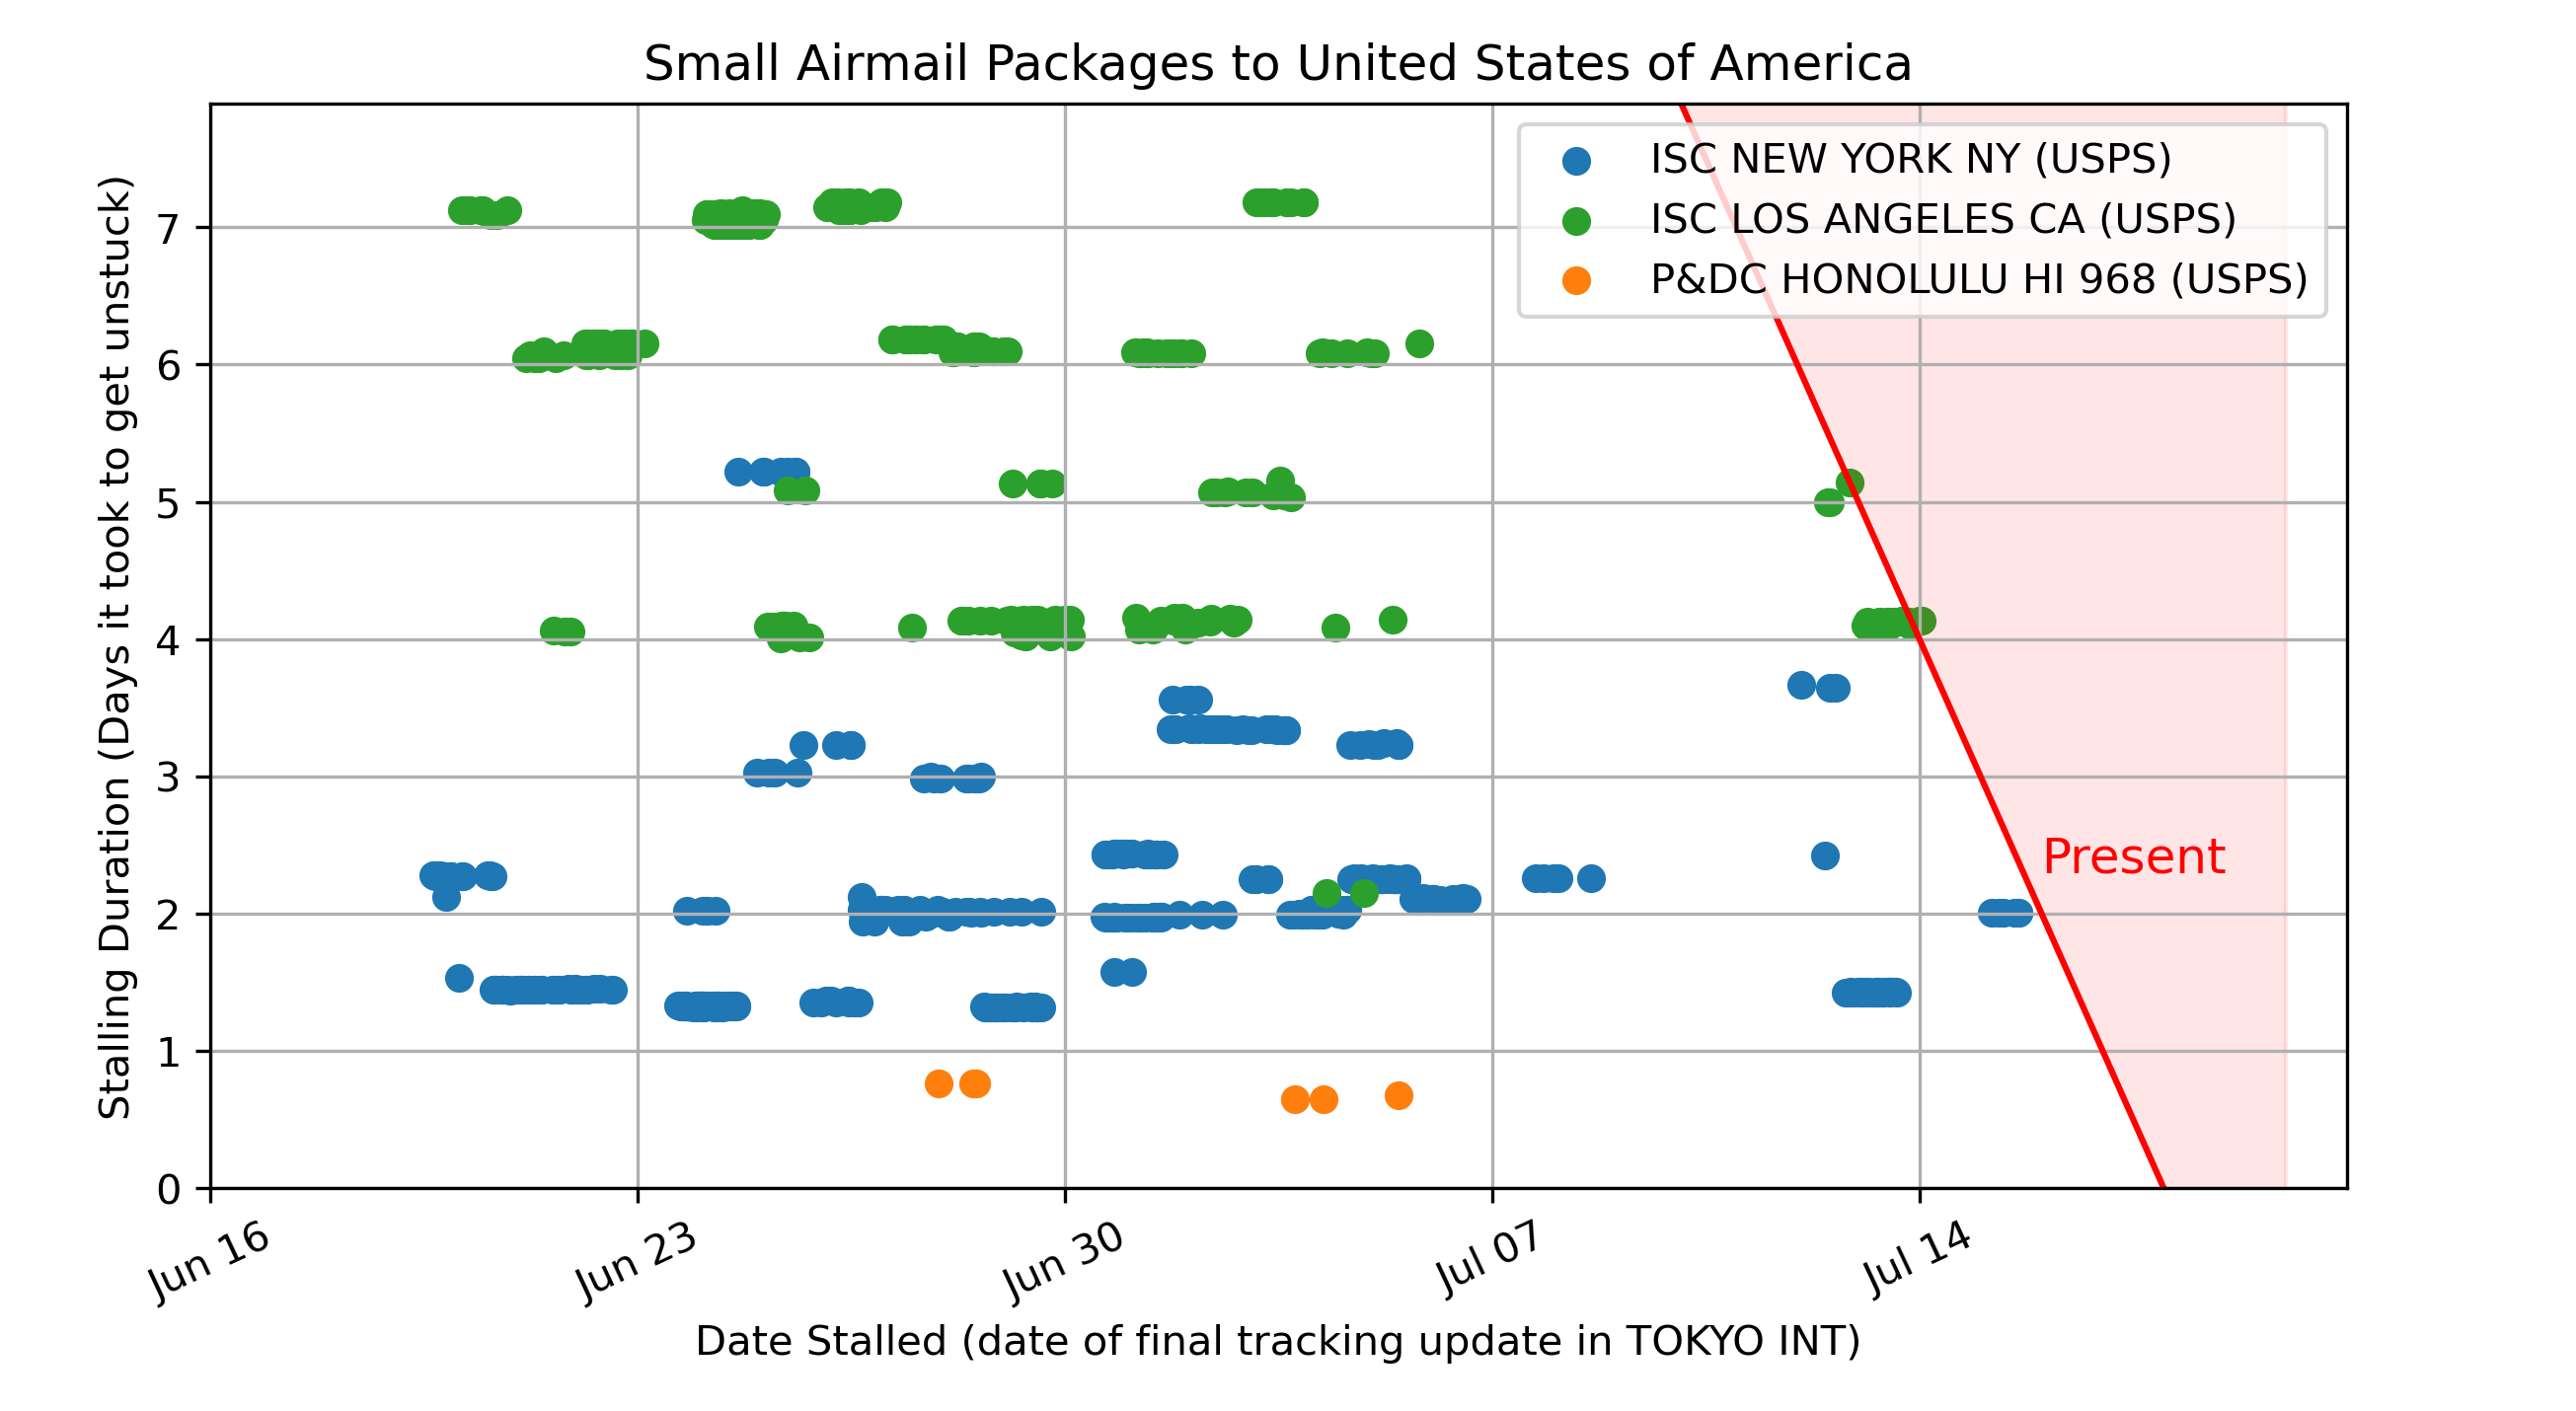 Small Airmail Packages to United States of America
Stalling Duration (Days it took to get unstuck)
7
6
5
4
3
2
1
0
ISC NEW YORK NY (USPS)
ISC LOS ANGELES CA (USPS)
P&DC HONOLULU HI 968 (USPS)
Present
Jun 16
Jun 23
Jun 30
Jul 07
Jul 14
Date Stalled (date of final tracking update in TOKYO INT)